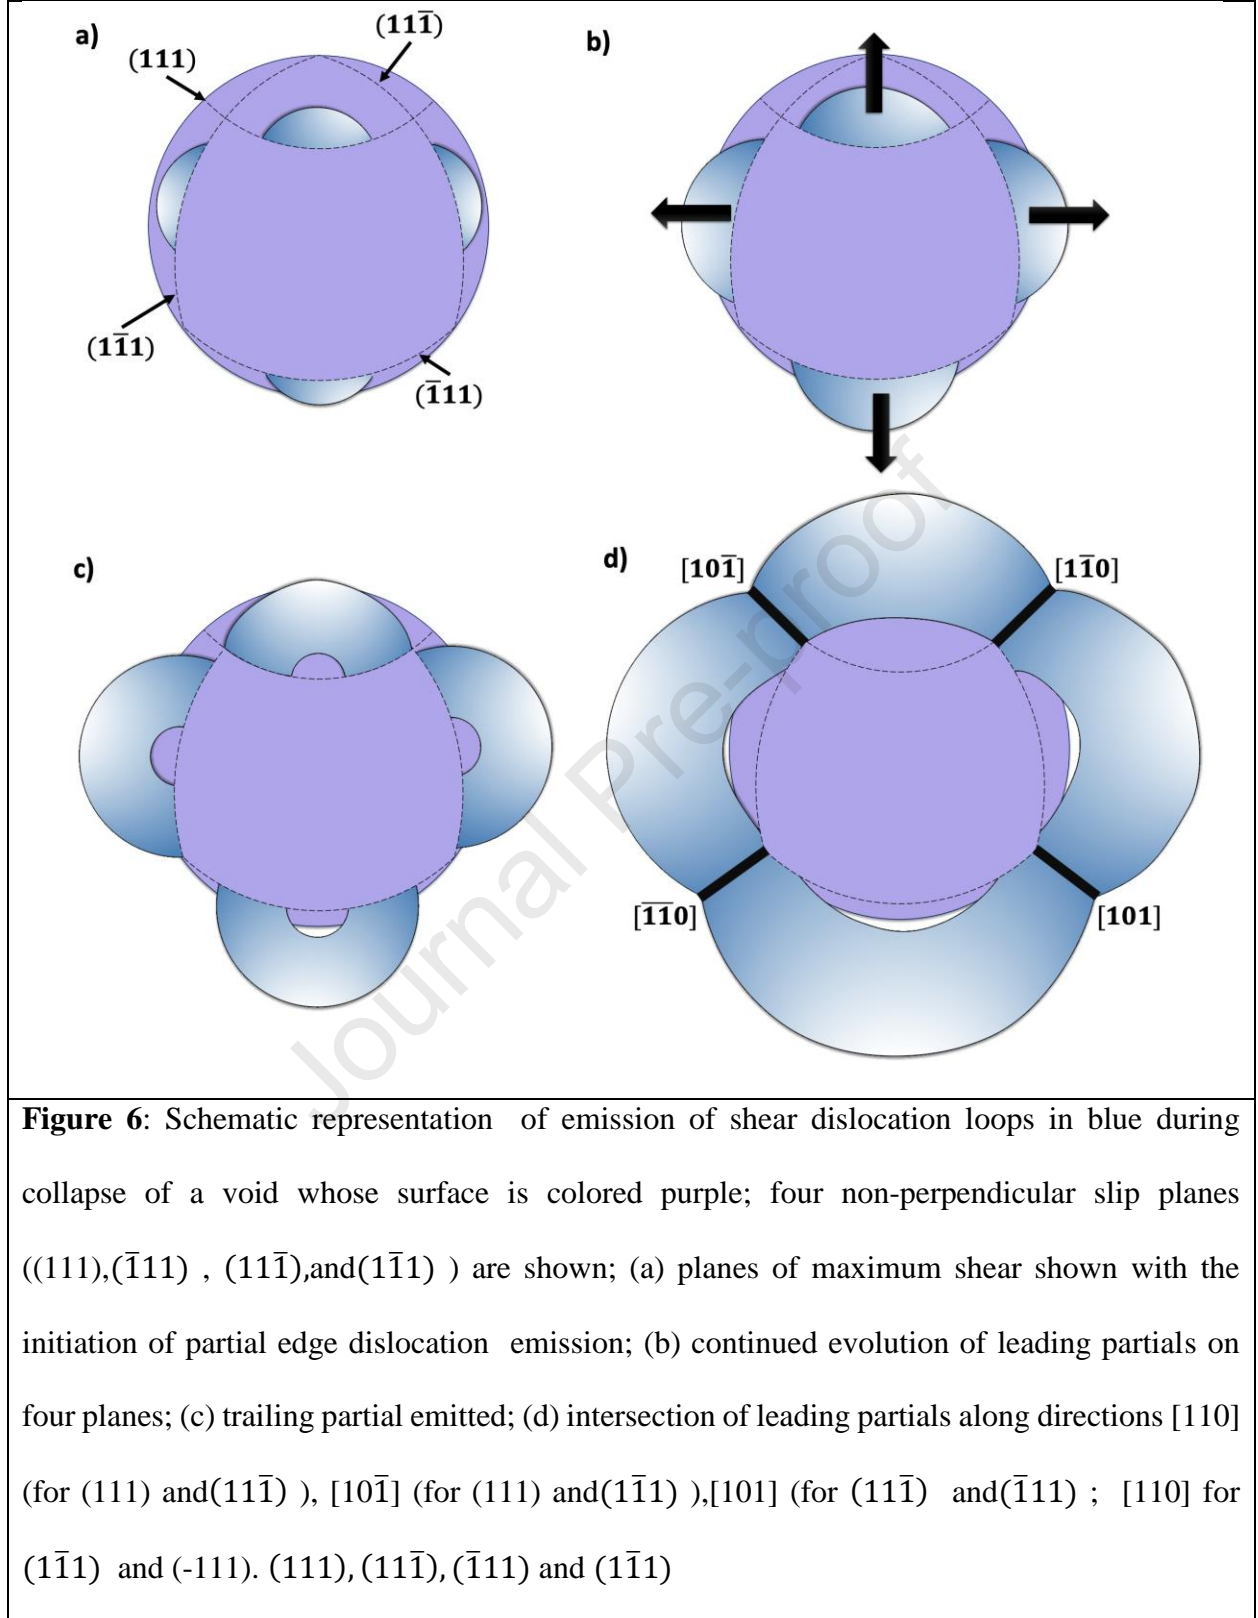 a)
(111)
(111̅)
(11̅1)
(1̅11)
b)
c)
d)
[101̅]
[11̅0]
[1̅1̅0]
[101]
Journal Pre-proof
Figure 6: Schematic representation of emission of shear dislocation loops in blue during
collapse of a void whose surface is colored purple; four non-perpendicular slip planes
((111),(1̅11) , (111̅),and(11̅1) ) are shown; (a) planes of maximum shear shown with the
initiation of partial edge dislocation emission; (b) continued evolution of leading partials on
four planes; (c) trailing partial emitted; (d) intersection of leading partials along directions [110]
(for (111) and(111̅) ), [101̅] (for (111) and(11̅1) ),[101] (for (111̅) and(1̅11) ; [110] for
(11̅1) and (-111). (111), (111̅), (1̅11) and (11̅1)